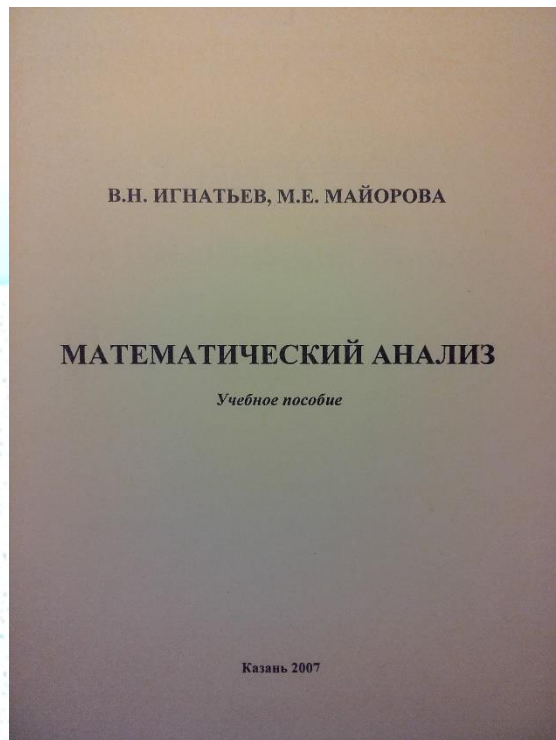 В.Н. ИГНАТЬЕВ, М.Е. МАЙОРОВА
МАТЕМАТИЧЕСКИЙ АНАЛИЗ
Учебное пособие
Казань 2007